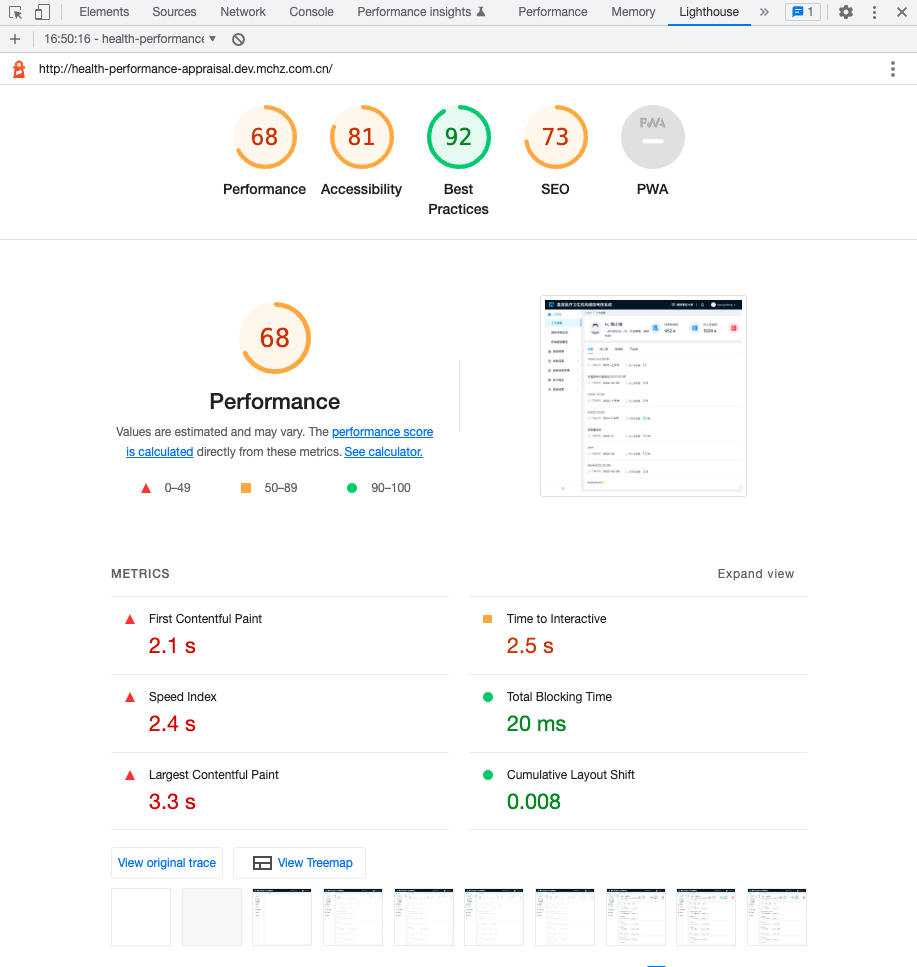 Elements Sources Network Console Performance insights Performance Memory Lighthouse » 1
16:50:16 - health-performance
http://health-performance-appraisal.dev.mchz.com.cn/
68 81 92 73 PWA
Performance Accessibility Best Practices SEO PWA
68
Performance
Values are estimated and may vary. The performance score
is calculated directly from these metrics. See calculator.
0–49 50–89 90–100
METRICS
Expand view
First Contentful Paint
2.1 s
Time to Interactive
2.5 s
Speed Index
2.4 s
Total Blocking Time
20 ms
Largest Contentful Paint
3.3 s
Cumulative Layout Shift
0.008
View original trace
View Treemap